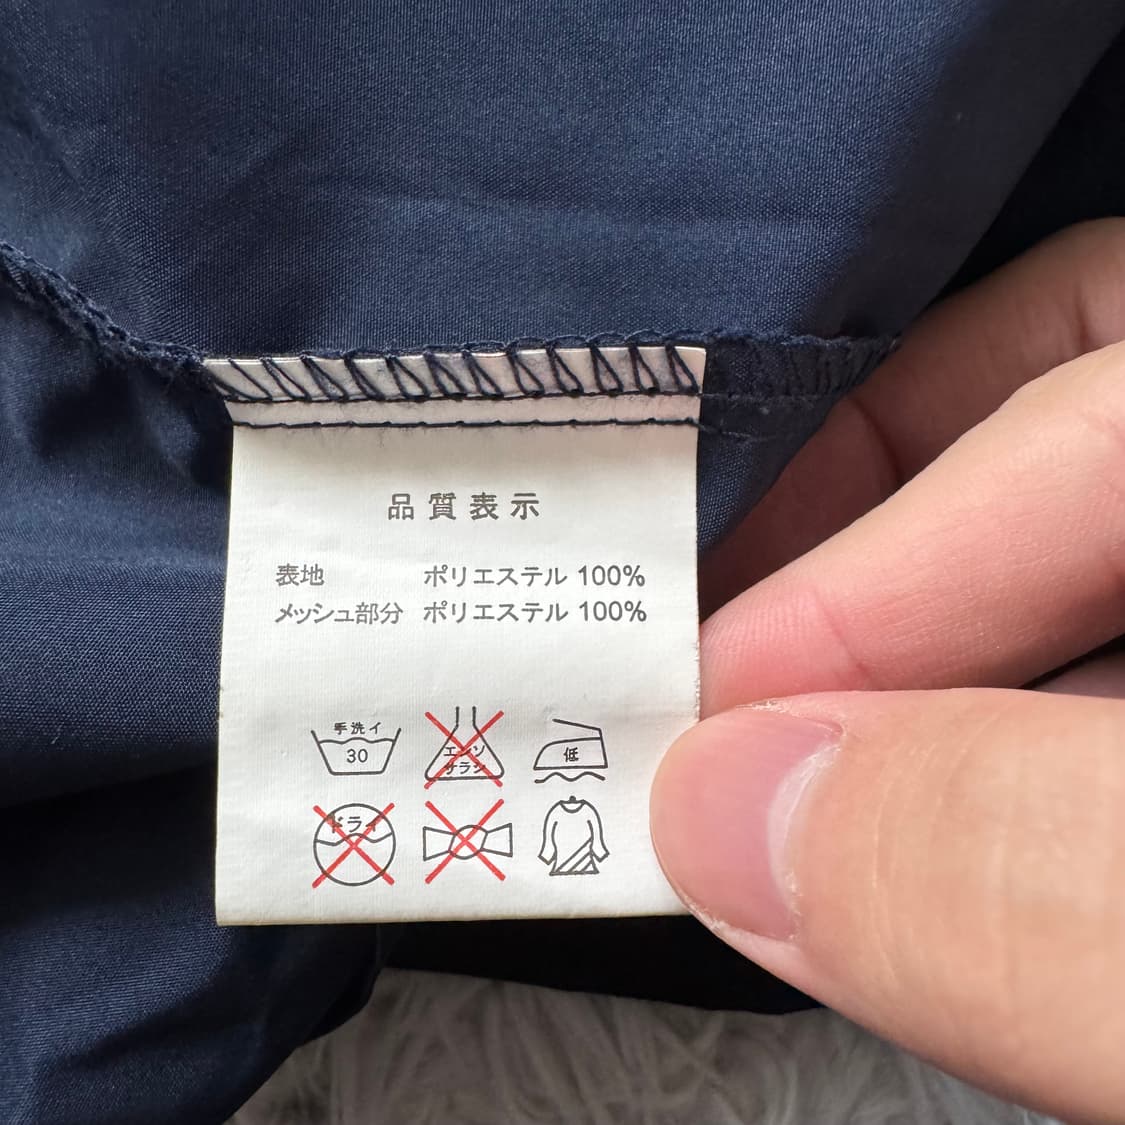 品質表示
表地 ポリエステル 100%
メッシュ部分 ポリエステル 100%
手洗イ
30
エンソ
サラシ
低
ドライ